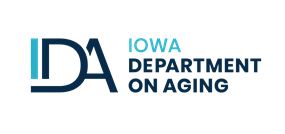 IDA
IOWA
DEPARTMENT
ON AGING